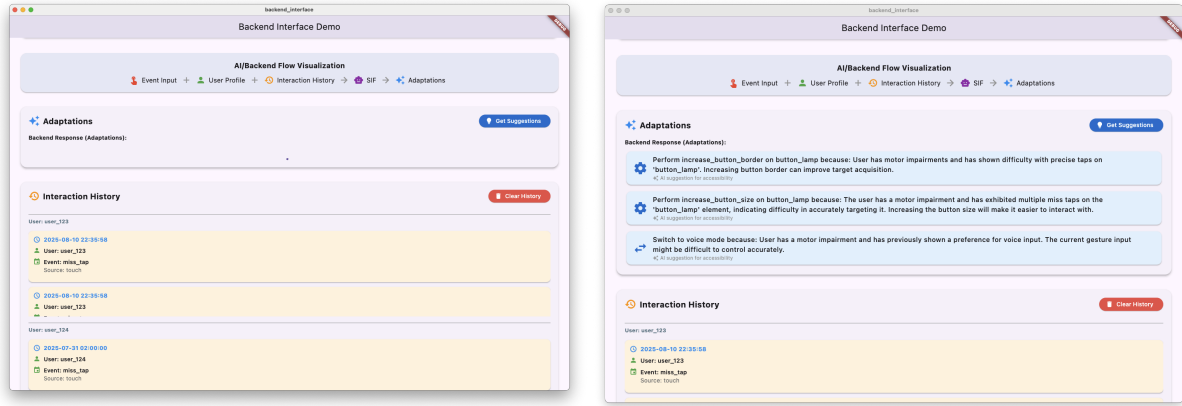 backend_interface
Backend Interface Demo
DEBUG
AI/Backend Flow Visualization
Event Input + User Profile + Interaction History → SIF → Adaptations
Adaptations
Get Suggestions
Backend Response (Adaptations):
Interaction History
Clear History
User: user_123
2025-08-10 22:35:58
User: user_123
Event: miss_tap
Source: touch
2025-08-10 22:35:58
User: user_123
User: user_124
2025-07-31 02:00:00
User: user_124
Event: miss_tap
Source: touch
backend_interface
Backend Interface Demo
DEBUG
AI/Backend Flow Visualization
Event Input + User Profile + Interaction History → SIF → Adaptations
Adaptations
Get Suggestions
Backend Response (Adaptations):
Perform increase_button_border on button_lamp because: User has motor impairments and has shown difficulty with precise taps on
'button_lamp'. Increasing button border can improve target acquisition.
AI suggestion for accessibility
Perform increase_button_size on button_lamp because: The user has a motor impairment and has exhibited multiple miss taps on the
'button_lamp' element, indicating difficulty in accurately targeting it. Increasing the button size will make it easier to interact with.
AI suggestion for accessibility
Switch to voice mode because: User has a motor impairment and has previously shown a preference for voice input. The current gesture input
might be difficult to control accurately.
AI suggestion for accessibility
Interaction History
Clear History
User: user_123
2025-08-10 22:35:58
User: user_123
Event: miss_tap
Source: touch